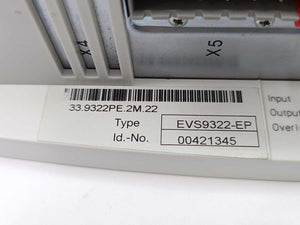 X4
X5
33.9322PE.2M.22
Type EVS9322-EP
Id.-No. 00421345
Input
Output
Overl